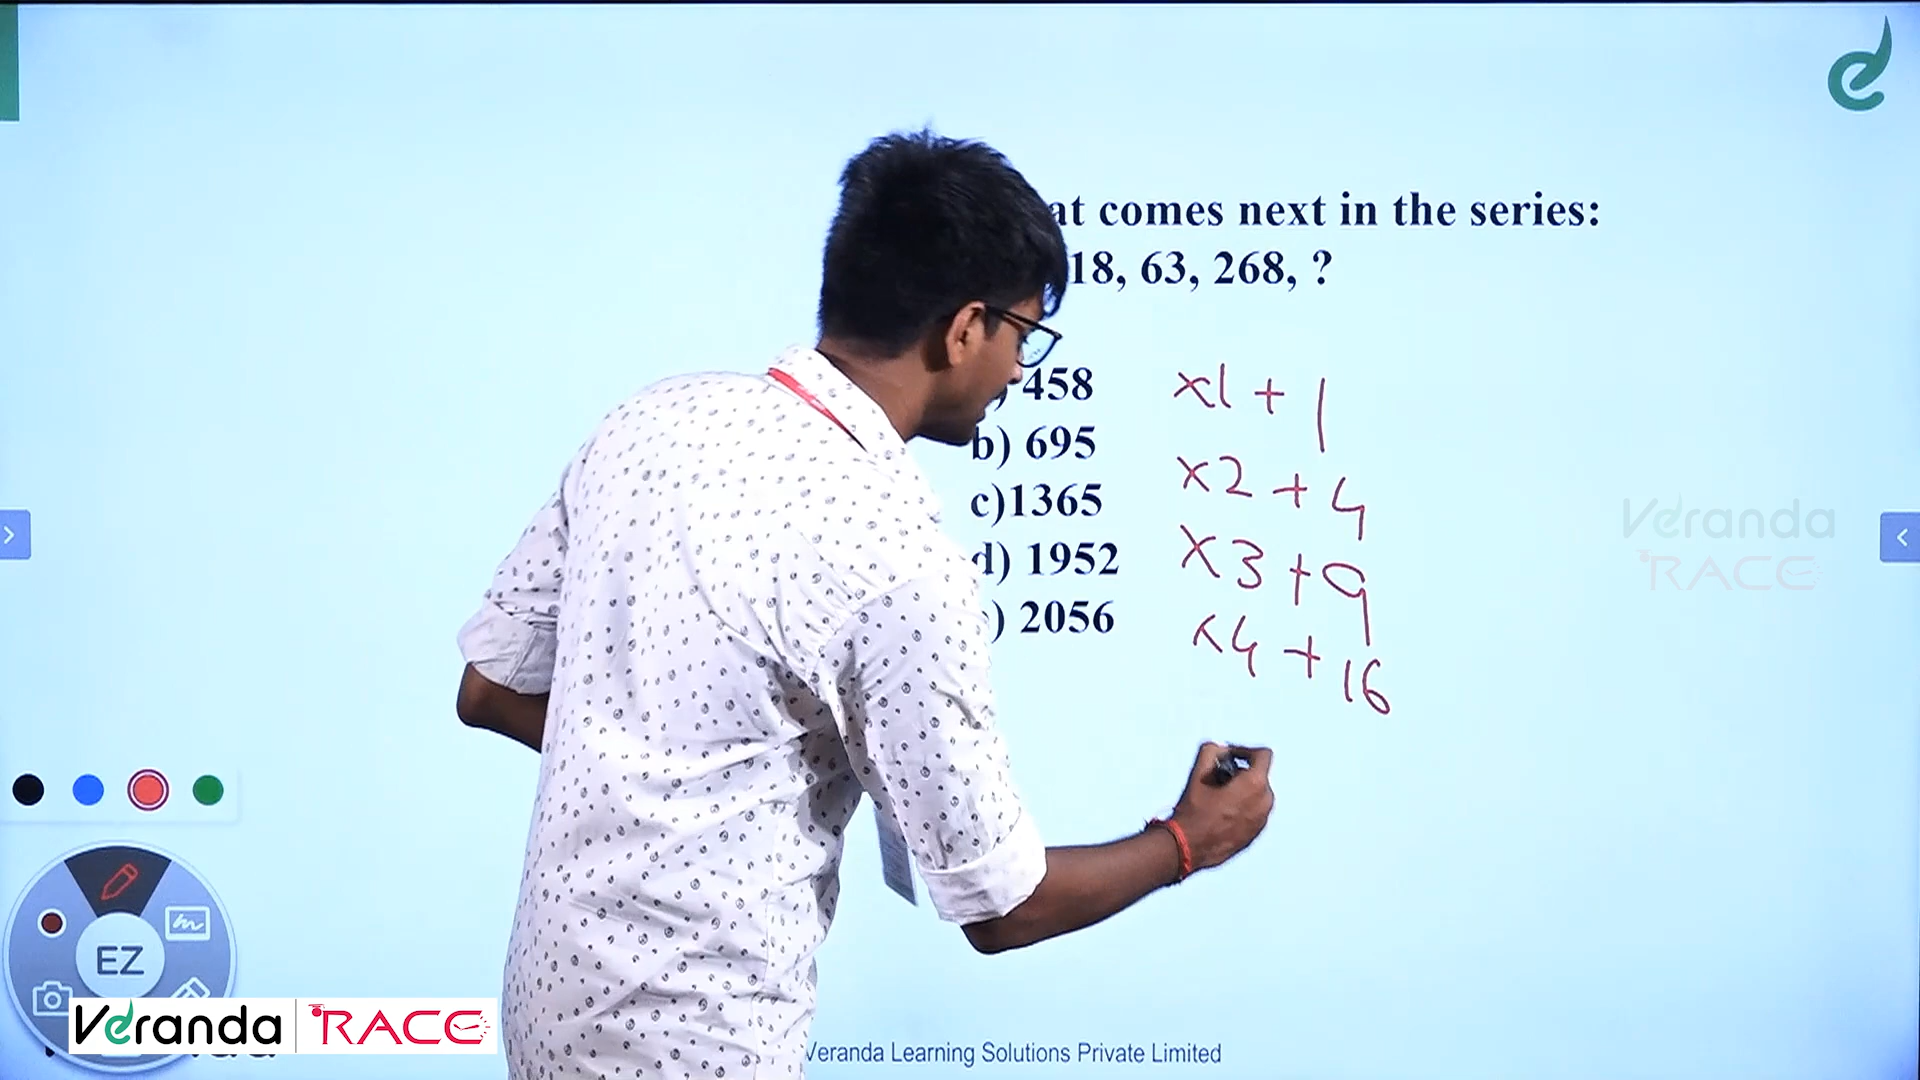 at comes next in the series:
18, 63, 268, ?
458
x1 + 1
b) 695
x2 + 4
c)1365
x3 + 9
d) 1952
x4 + 16
) 2056
Veranda
RACE
EZ
Veranda RACE
Veranda Learning Solutions Private Limited